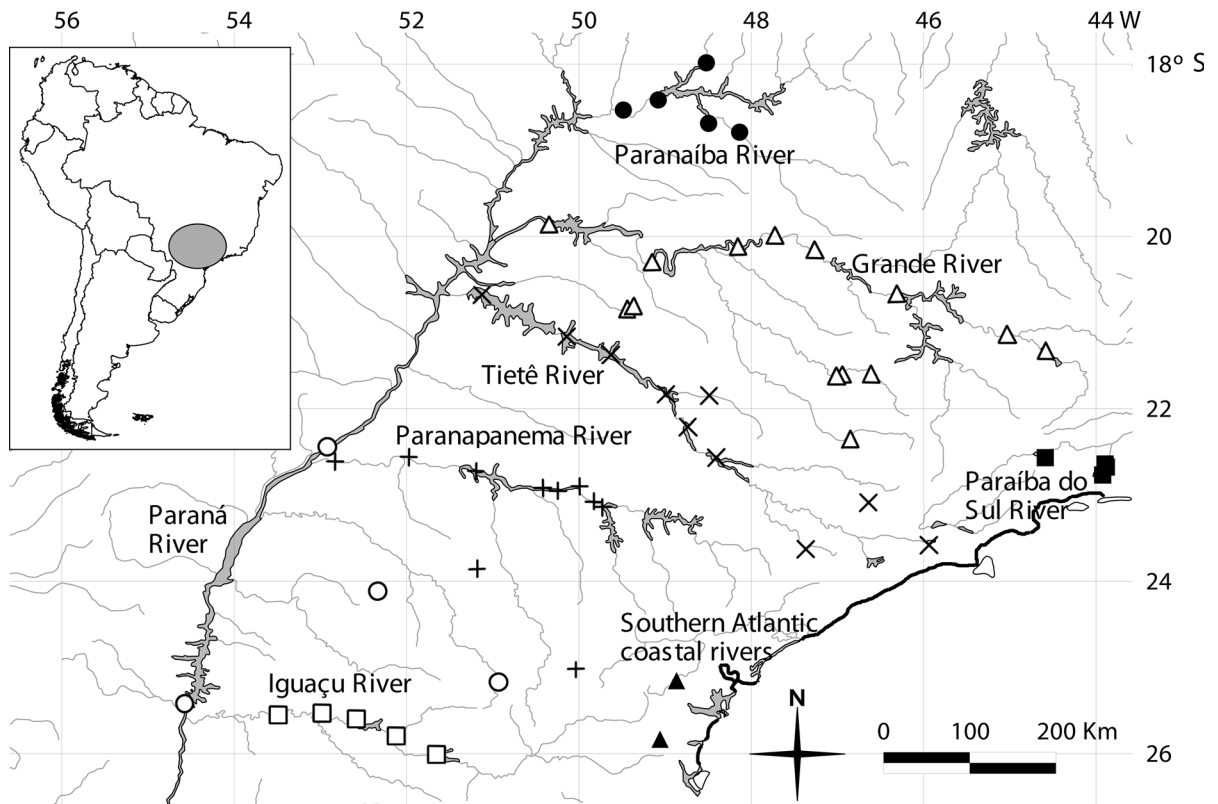 52
50
48
46
44 W
56
54
18º S
Paranaíba River
20
Grande River
Tietê River
22
Paranapanema River
Paraíba do
Sul River
Paraná
River
24
Southern Atlantic
coastal rivers
Iguaçu River
N
0 100 200 Km
26